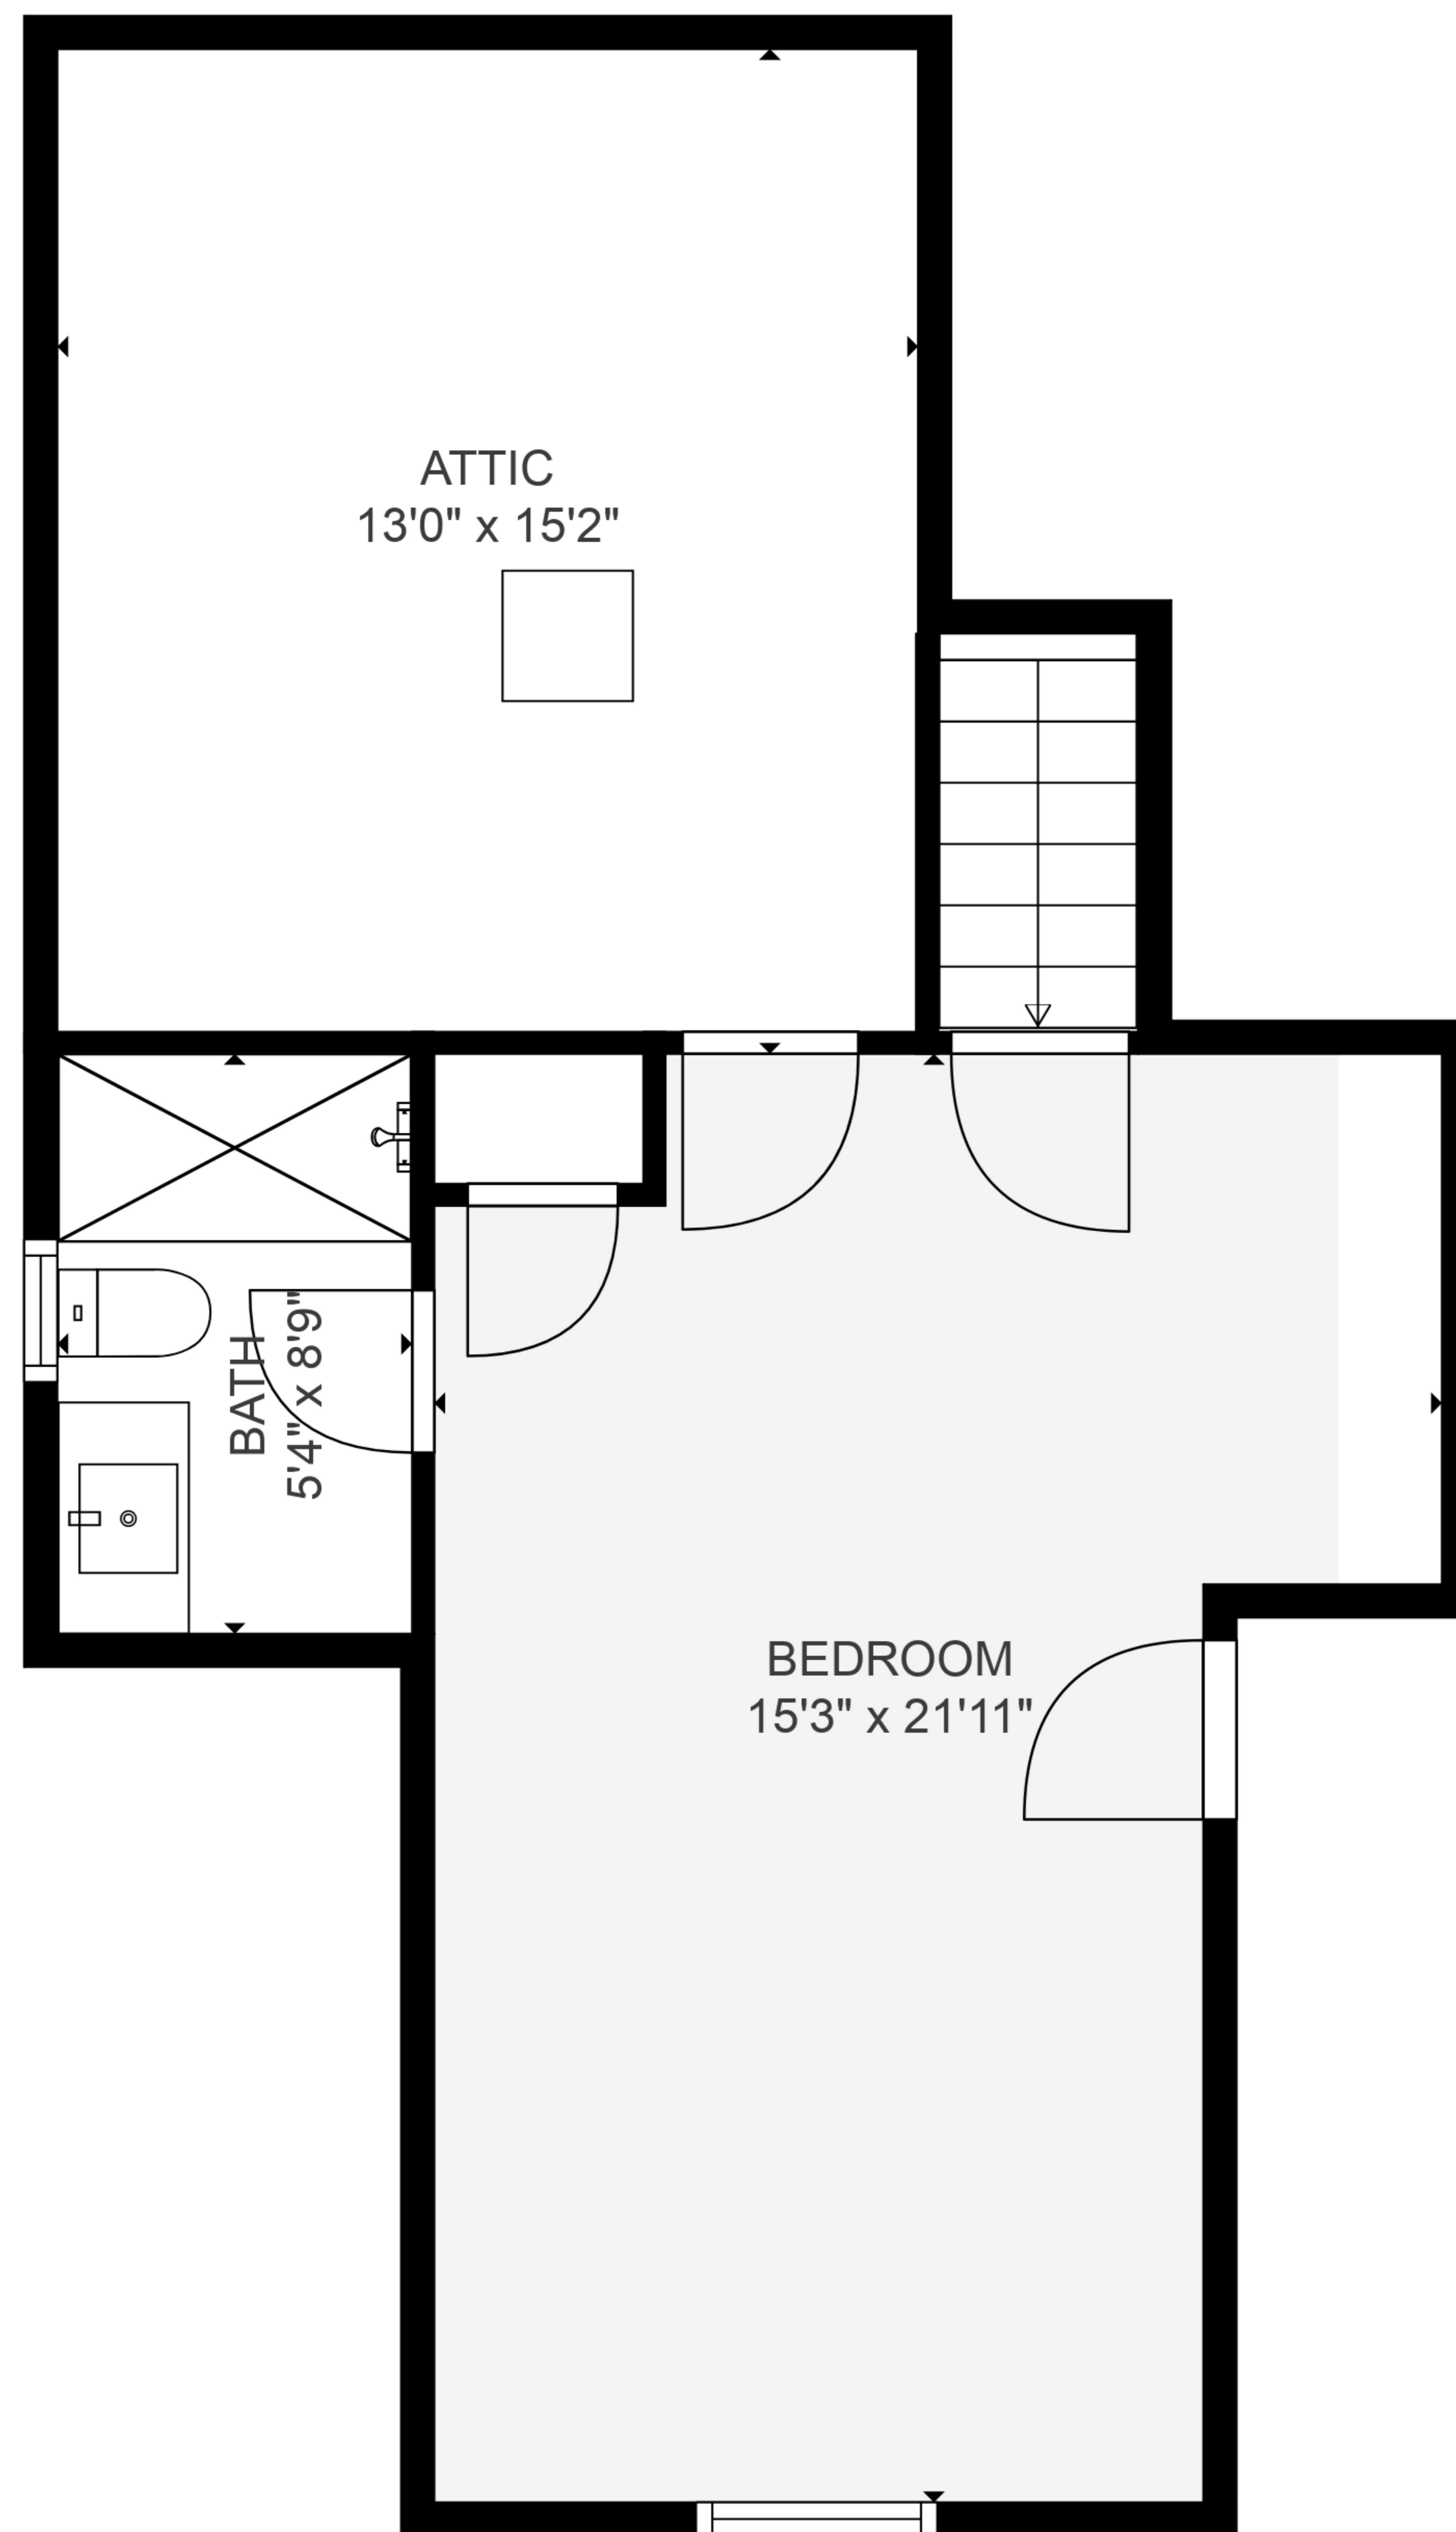 ATTIC
13'0" x 15'2"
BATH
5'4" x 8'9"
BEDROOM
15'3" x 21'11"